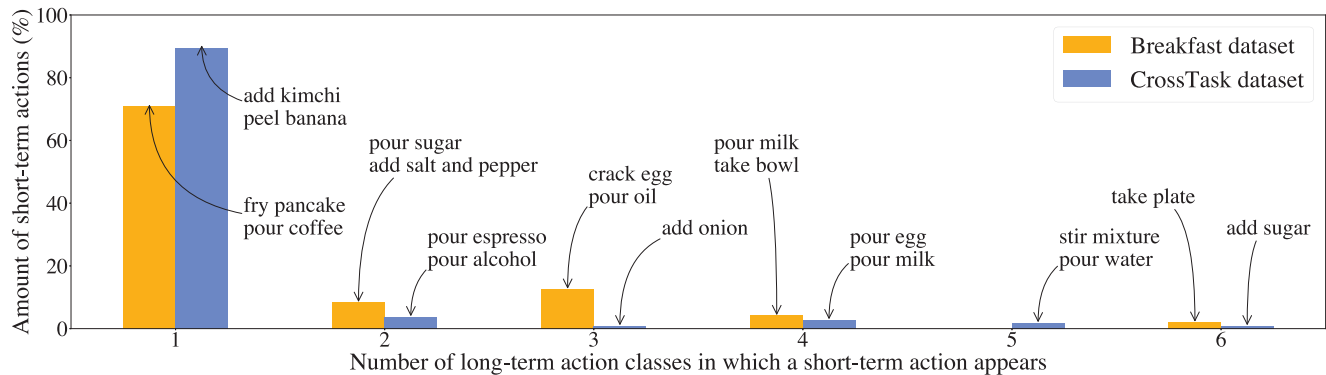 Amount of short-term actions (%)
100
80
60
40
20
0
Breakfast dataset
CrossTask dataset
add kimchi
peel banana
fry pancake
pour coffee
pour sugar
add salt and pepper
pour espresso
pour alcohol
crack egg
pour oil
add onion
pour milk
take bowl
pour egg
pour milk
stir mixture
pour water
take plate
add sugar
1
2
3
4
5
6
Number of long-term action classes in which a short-term action appears